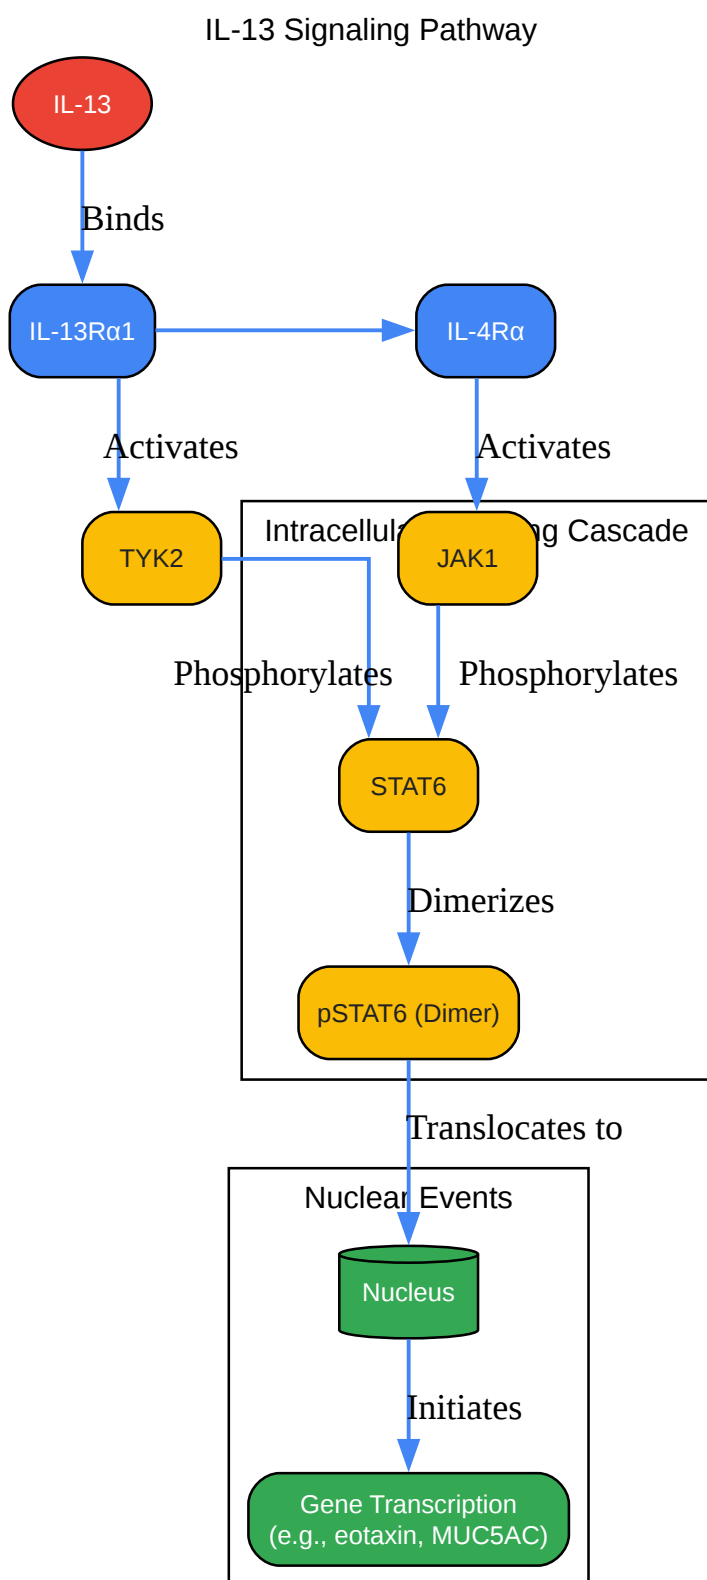 IL-13 Signaling Pathway
IL-13
Binds
IL-13Rα1
IL-4Rα
Activates
Activates
Cascade
TYK2
JAK1
Phosphorylates
Phosphorylates
STAT6
Dimerizes
pSTAT6 (Dimer)
Translocates to
Nuclear Events
Nucleus
Initiates
Gene Transcription
(e.g., eotaxin, MUC5AC)